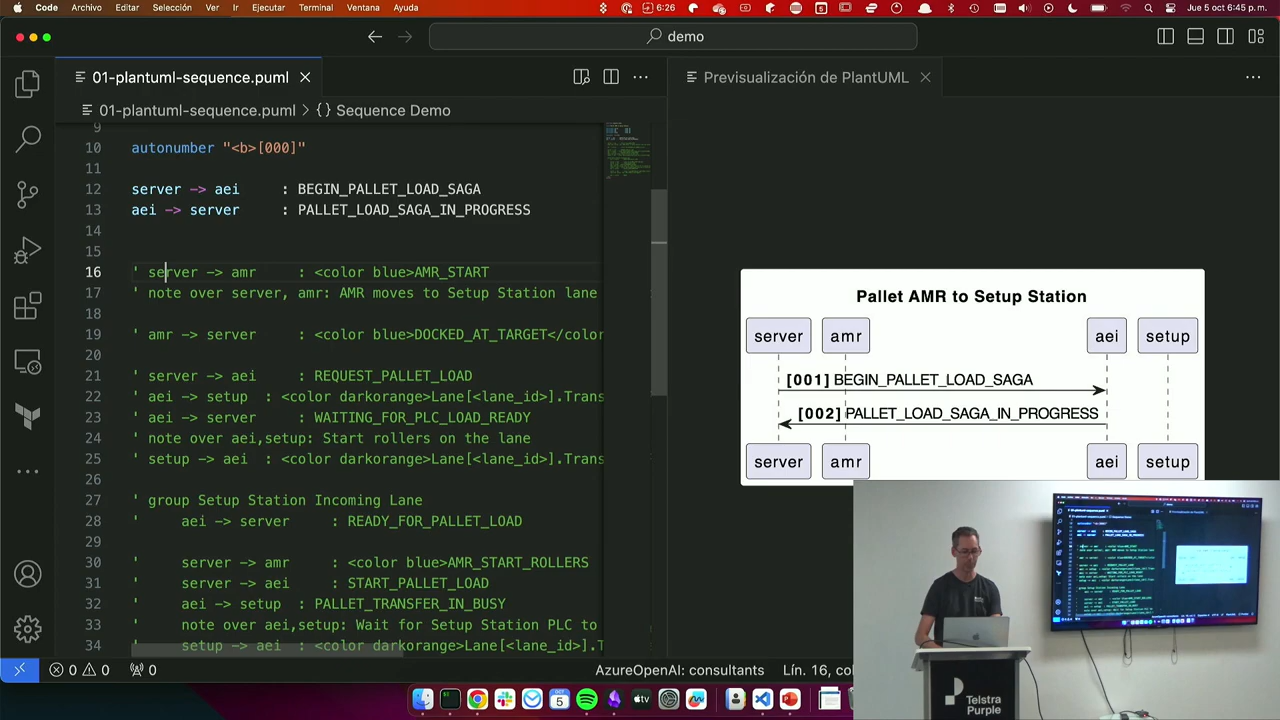 Code Archivo Editar Selección Ver Ir Ejecutar Terminal Ventana Ayuda 6:26 Jue 5 oct 6:45 p.m.
demo
01-plantuml-sequence.puml
Previsualización de PlantUML
01-plantuml-sequence.puml > {} Sequence Demo
9
10 autonumber "<b>[000]"
11
12 server -> aei : BEGIN_PALLET_LOAD_SAGA
13 aei -> server : PALLET_LOAD_SAGA_IN_PROGRESS
14
15
16 ' server -> amr : <color blue>AMR_START
17 ' note over server, amr: AMR moves to Setup Station lane
18
19 ' amr -> server : <color blue>DOCKED_AT_TARGET</color
20
21 ' server -> aei : REQUEST_PALLET_LOAD
22 ' aei -> setup : <color darkorange>Lane[<lane_id>].Trans
23 ' aei -> server : WAITING_FOR_PLC_LOAD_READY
24 ' note over aei,setup: Start rollers on the lane
25 ' setup -> aei : <color darkorange>Lane[<lane_id>].Trans
26
27 ' group Setup Station Incoming Lane
28 ' aei -> server : READY_FOR_PALLET_LOAD
29
30 ' server -> amr : <color blue>AMR_START_ROLLERS
31 ' server -> aei : START_PALLET_LOAD
32 ' aei -> setup : PALLET_TRANSFER_IN_BUSY
33 ' note over aei,setup: Wait for Setup Station PLC to
34 ' setup -> aei : <color darkorange>Lane[<lane_id>].T
Pallet AMR to Setup Station
server amr aei setup
[001] BEGIN_PALLET_LOAD_SAGA
[002] PALLET_LOAD_SAGA_IN_PROGRESS
server amr aei setup
0 0 0 AzureOpenAI: consultants Lín. 16, co
Telstra
Purple